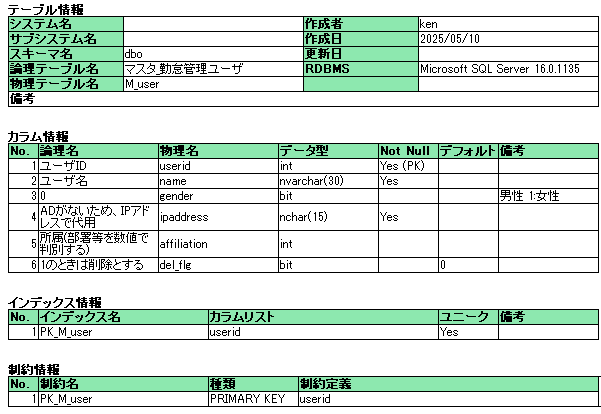 テーブル情報
システム名 作成者 ken
サブシステム名 作成日 2025/05/10
スキーマ名 dbo 更新日
論理テーブル名 マスタ_勤怠管理ユーザ RDBMS Microsoft SQL Server 16.0.1135
物理テーブル名 M_user
備考
カラム情報
No. 論理名 物理名 データ型 Not Null デフォルト 備考
1 ユーザID userid int Yes (PK)
2 ユーザ名 name nvarchar(30) Yes
3 0 gender bit 男性 1:女性
4 ADがないため、IPアドレスで代用 ipaddress nchar(15) Yes
5 所属(部署等を数値で判別する) affiliation int
6 1のときは削除とする del_flg bit 0
インデックス情報
No. インデックス名 カラムリスト ユニーク 備考
1 PK_M_user userid Yes
制約情報
No. 制約名 種類 制約定義
1 PK_M_user PRIMARY KEY userid